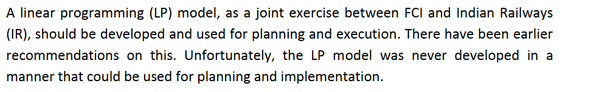 A linear programming (LP) model, as a joint exercise between FCI and Indian Railways
(IR), should be developed and used for planning and execution. There have been earlier
recommendations on this. Unfortunately, the LP model was never developed in a
manner that could be used for planning and implementation.